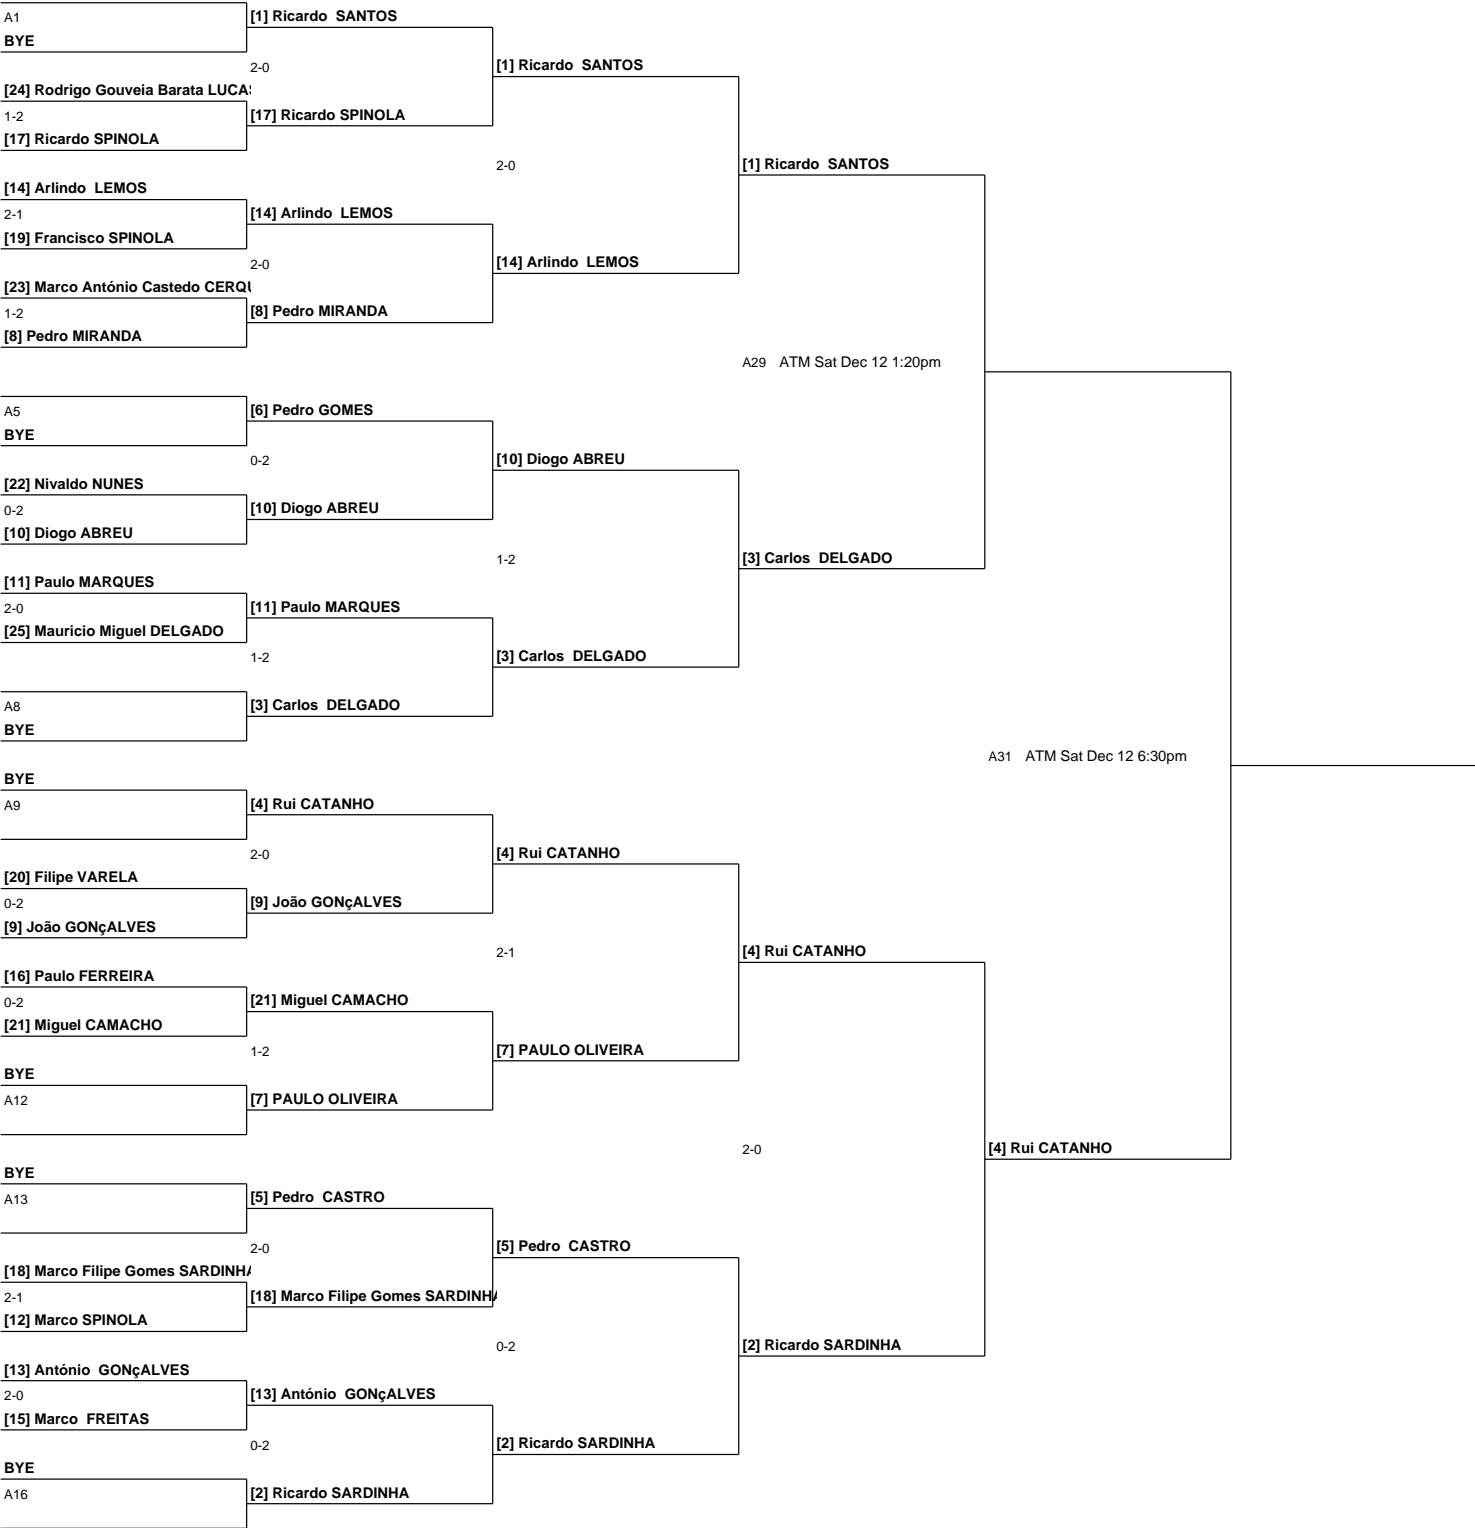 A1
BYE
[24] Rodrigo Gouveia Barata LUCAS
1-2
[17] Ricardo SPINOLA
[14] Arlindo LEMOS
2-1
[19] Francisco SPINOLA
[23] Marco António Castedo CERQU
1-2
[8] Pedro MIRANDA
A5
BYE
[22] Nivaldo NUNES
0-2
[10] Diogo ABREU
[11] Paulo MARQUES
2-0
[25] Mauricio Miguel DELGADO
A8
BYE
BYE
A9
[20] Filipe VARELA
0-2
[9] João GONçALVES
[16] Paulo FERREIRA
0-2
[21] Miguel CAMACHO
BYE
A12
BYE
A13
[18] Marco Filipe Gomes SARDINHA
2-1
[12] Marco SPINOLA
[13] António GONçALVES
2-0
[15] Marco FREITAS
BYE
A16
[1] Ricardo SANTOS
2-0
[17] Ricardo SPINOLA
[14] Arlindo LEMOS
2-0
[8] Pedro MIRANDA
[6] Pedro GOMES
0-2
[10] Diogo ABREU
[11] Paulo MARQUES
1-2
[3] Carlos DELGADO
[4] Rui CATANHO
2-0
[9] João GONçALVES
[21] Miguel CAMACHO
1-2
[7] PAULO OLIVEIRA
[5] Pedro CASTRO
2-0
[18] Marco Filipe Gomes SARDINHA
[13] António GONçALVES
0-2
[2] Ricardo SARDINHA
[1] Ricardo SANTOS
2-0
[14] Arlindo LEMOS
[10] Diogo ABREU
1-2
[3] Carlos DELGADO
[4] Rui CATANHO
2-1
[7] PAULO OLIVEIRA
[5] Pedro CASTRO
0-2
[2] Ricardo SARDINHA
[1] Ricardo SANTOS
A29 ATM Sat Dec 12 1:20pm
[3] Carlos DELGADO
[4] Rui CATANHO
2-0
[2] Ricardo SARDINHA
A31 ATM Sat Dec 12 6:30pm
[4] Rui CATANHO